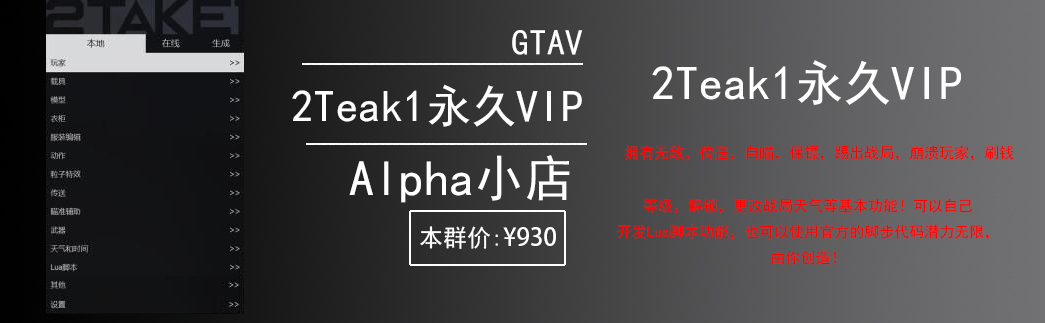 2TAKE1
本地 在线 生成
玩家 >>
载具 >>
模型 >>
衣柜 >>
服装编辑 >>
动作 >>
粒子特效 >>
传送 >>
瞄准辅助 >>
武器 >>
天气和时间 >>
Lua脚本 >>
其他 >>
设置 >>
GTAV
2Teak1永久VIP
Alpha小店
本群价:¥930
2Teak1永久VIP
拥有无敌，传送，自瞄，保镖，踢出战局，崩溃玩家，刷钱
等级，解锁，更改战局天气等基本功能！可以自己
开发Lua脚本功能，也可以使用官方的脚步代码潜力无限，
由你创造！